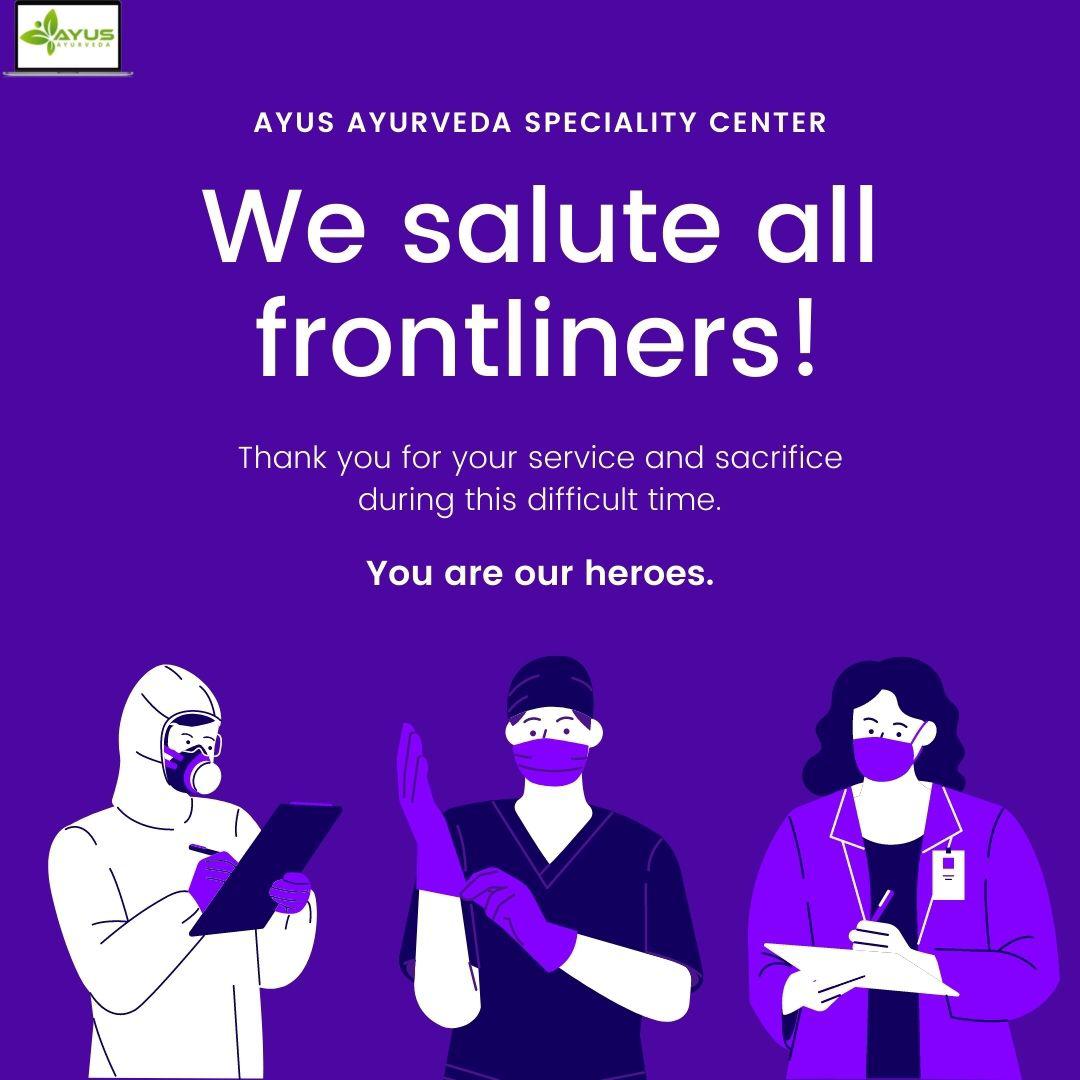 AYUS
AYURVEDA
AYUS AYURVEDA SPECIALITY CENTER
We salute all
frontliners!
Thank you for your service and sacrifice
during this difficult time.
You are our heroes.